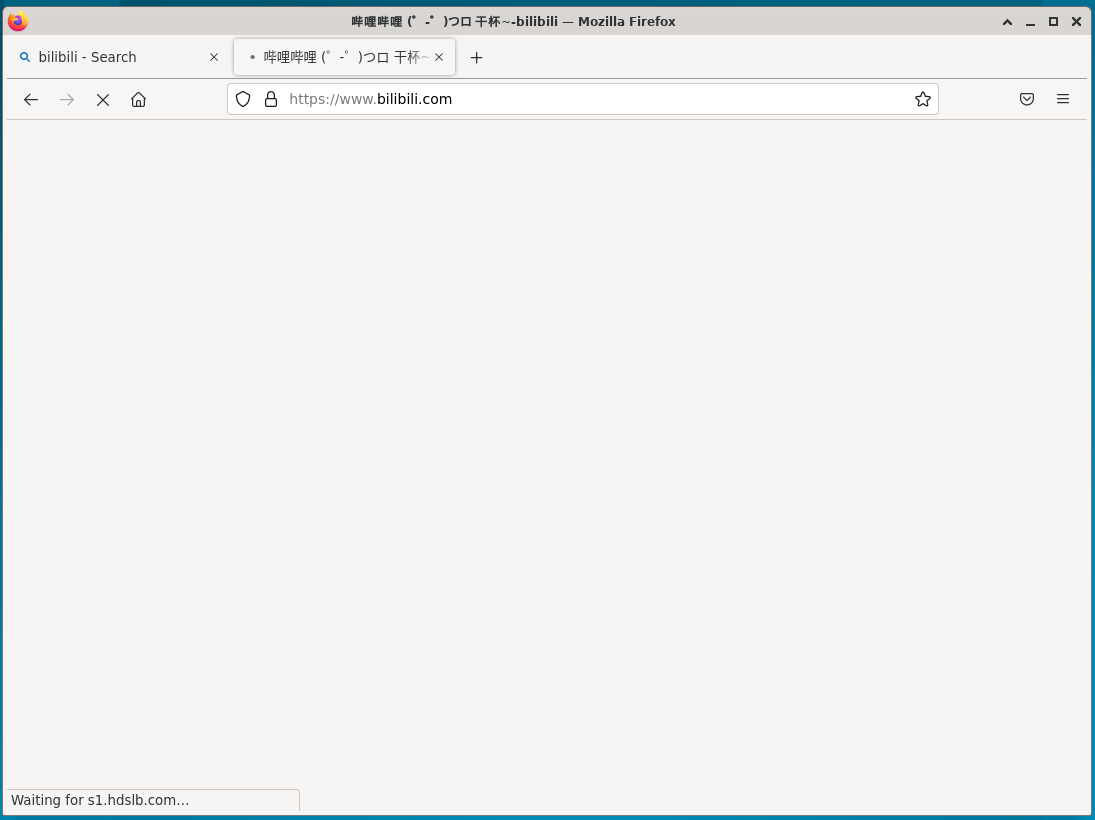 哔哩哔哩 (゜-゜)つロ 干杯~-bilibili — Mozilla Firefox
bilibili - Search
哔哩哔哩 (゜-゜)つロ 干杯~
https://www.bilibili.com
Waiting for s1.hdslb.com…